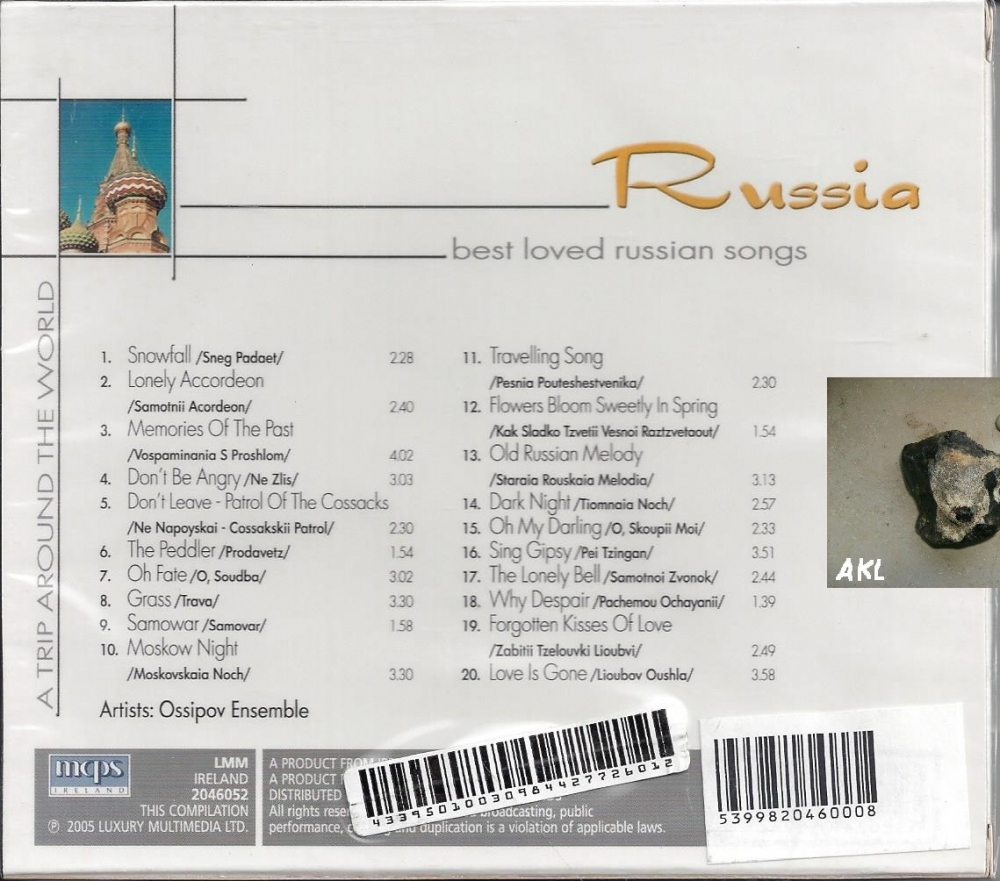 Russia
best loved russian songs
A TRIP AROUND THE WORLD
1. Snowfall /Sneg Padaet/ 2.28
2. Lonely Accordeon
/Samotnii Acordeon/ 2.40
3. Memories Of The Past
/Vospaminania S Proshlom/ 4.02
4. Don't Be Angry /Ne Zlis/ 3.03
5. Don't Leave - Patrol Of The Cossacks
/Ne Napoyskai - Cossakskii Patrol/ 2.30
6. The Peddler /Prodavetz/ 1.54
7. Oh Fate /O, Soudba/ 3.02
8. Grass /Trava/ 3.30
9. Samowar /Samovar/ 1.58
10. Moskow Night
/Moskovskaia Noch/ 3.30
11. Travelling Song
/Pesnia Pouteshestvenika/ 2.30
12. Flowers Bloom Sweetly In Spring
/Kak Sladko Tzvetii Vesnoi Raztzvetaout/ 1.54
13. Old Russian Melody
/Staraia Rouskaia Melodia/ 3.13
14. Dark Night /Tiomnaia Noch/ 2.57
15. Oh My Darling /O, Skoupii Moi/ 2.33
16. Sing Gipsy /Pei Tzingan/ 3.51
17. The Lonely Bell /Samotnoi Zvonok/ 2.44
18. Why Despair /Pachemou Ochayanii/ 1.39
19. Forgotten Kisses Of Love
/Zabitii Tzelouvki Lioubvi/ 2.49
20. Love Is Gone /Lioubov Oushla/ 3.58
Artists: Ossipov Ensemble
AKL
mcps
IRELAND
LMM
IRELAND
2046052
THIS COMPILATION
℗ 2005 LUXURY MULTIMEDIA LTD.
A PRODUCT FROM
A PRODUCT
DISTRIBUTED
All rights broadcasting, public
performance, duplication is a violation of applicable laws.
43395010030984427726012
5399820460008